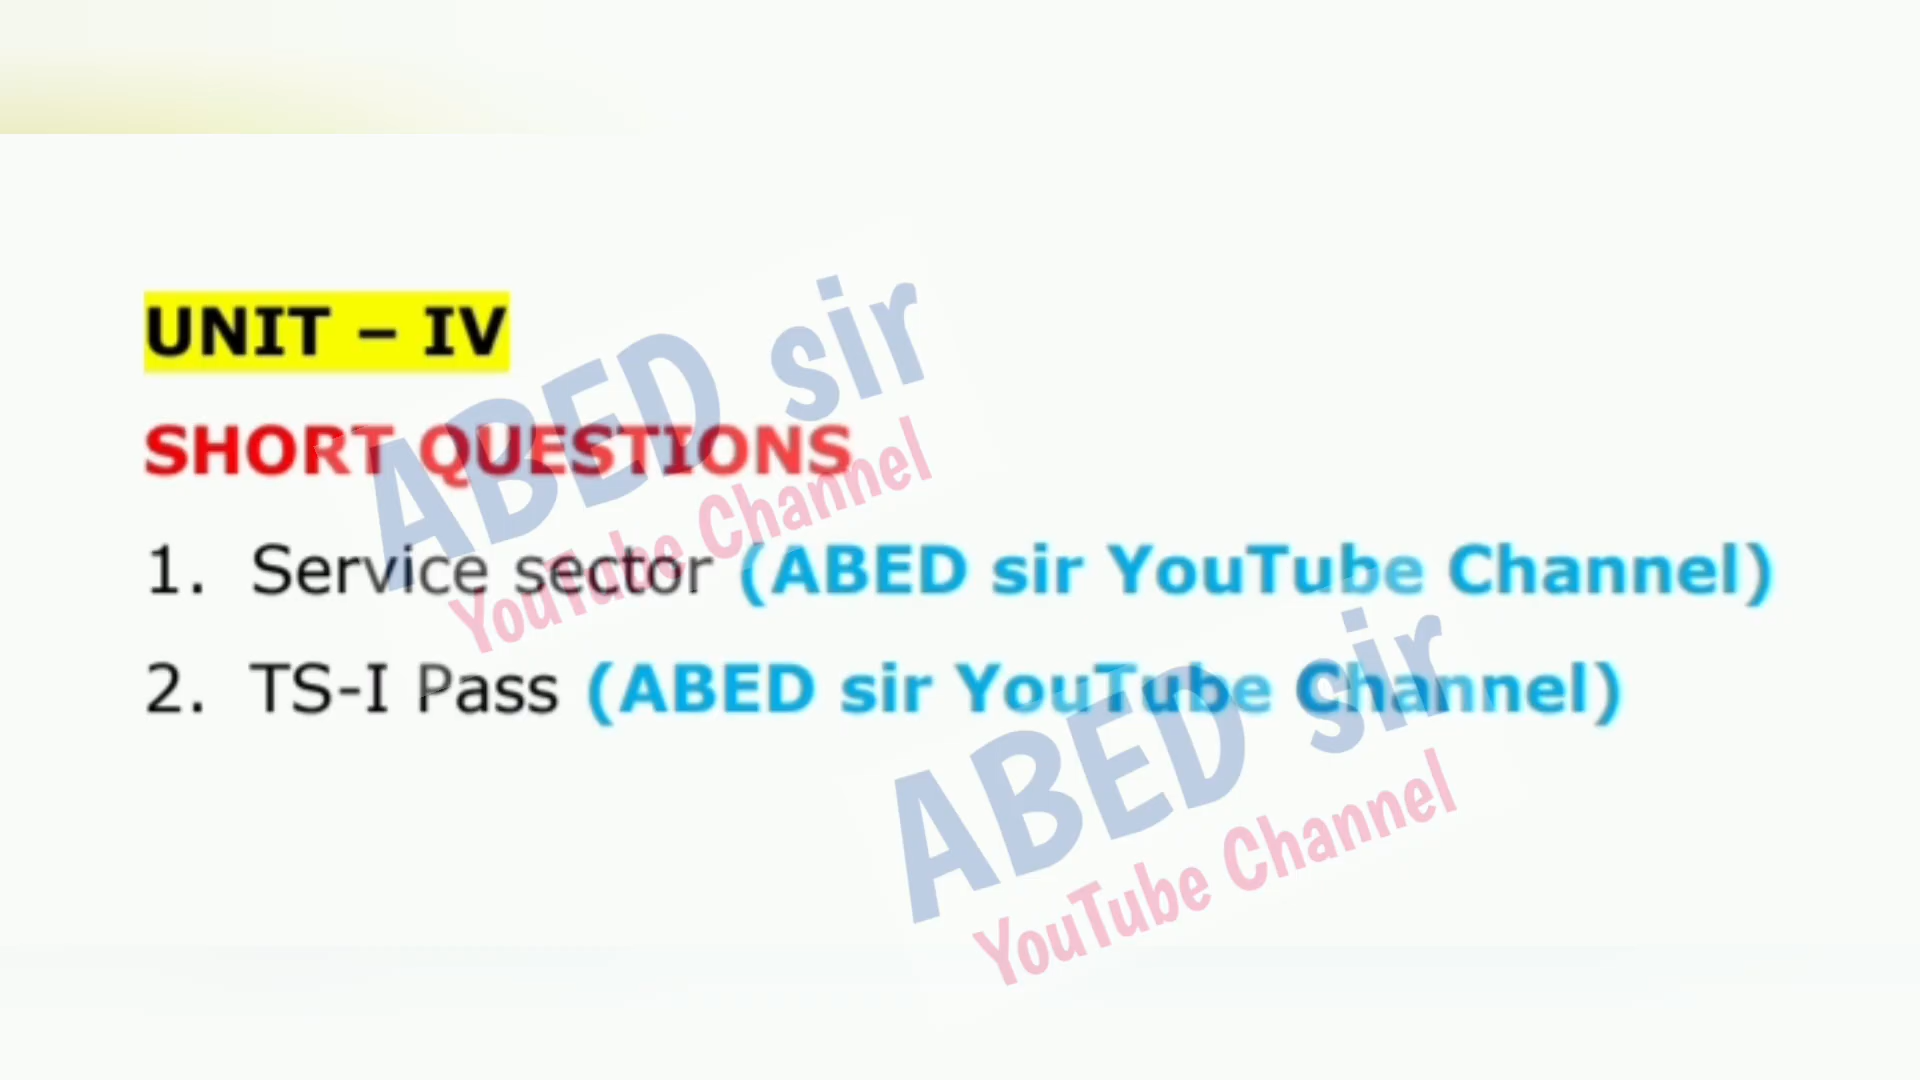 UNIT – IV
SHORT QUESTIONS
1. Service sector (ABED sir YouTube Channel)
2. TS-I Pass (ABED sir YouTube Channel)
ABED sir
YouTube Channel
ABED sir
YouTube Channel